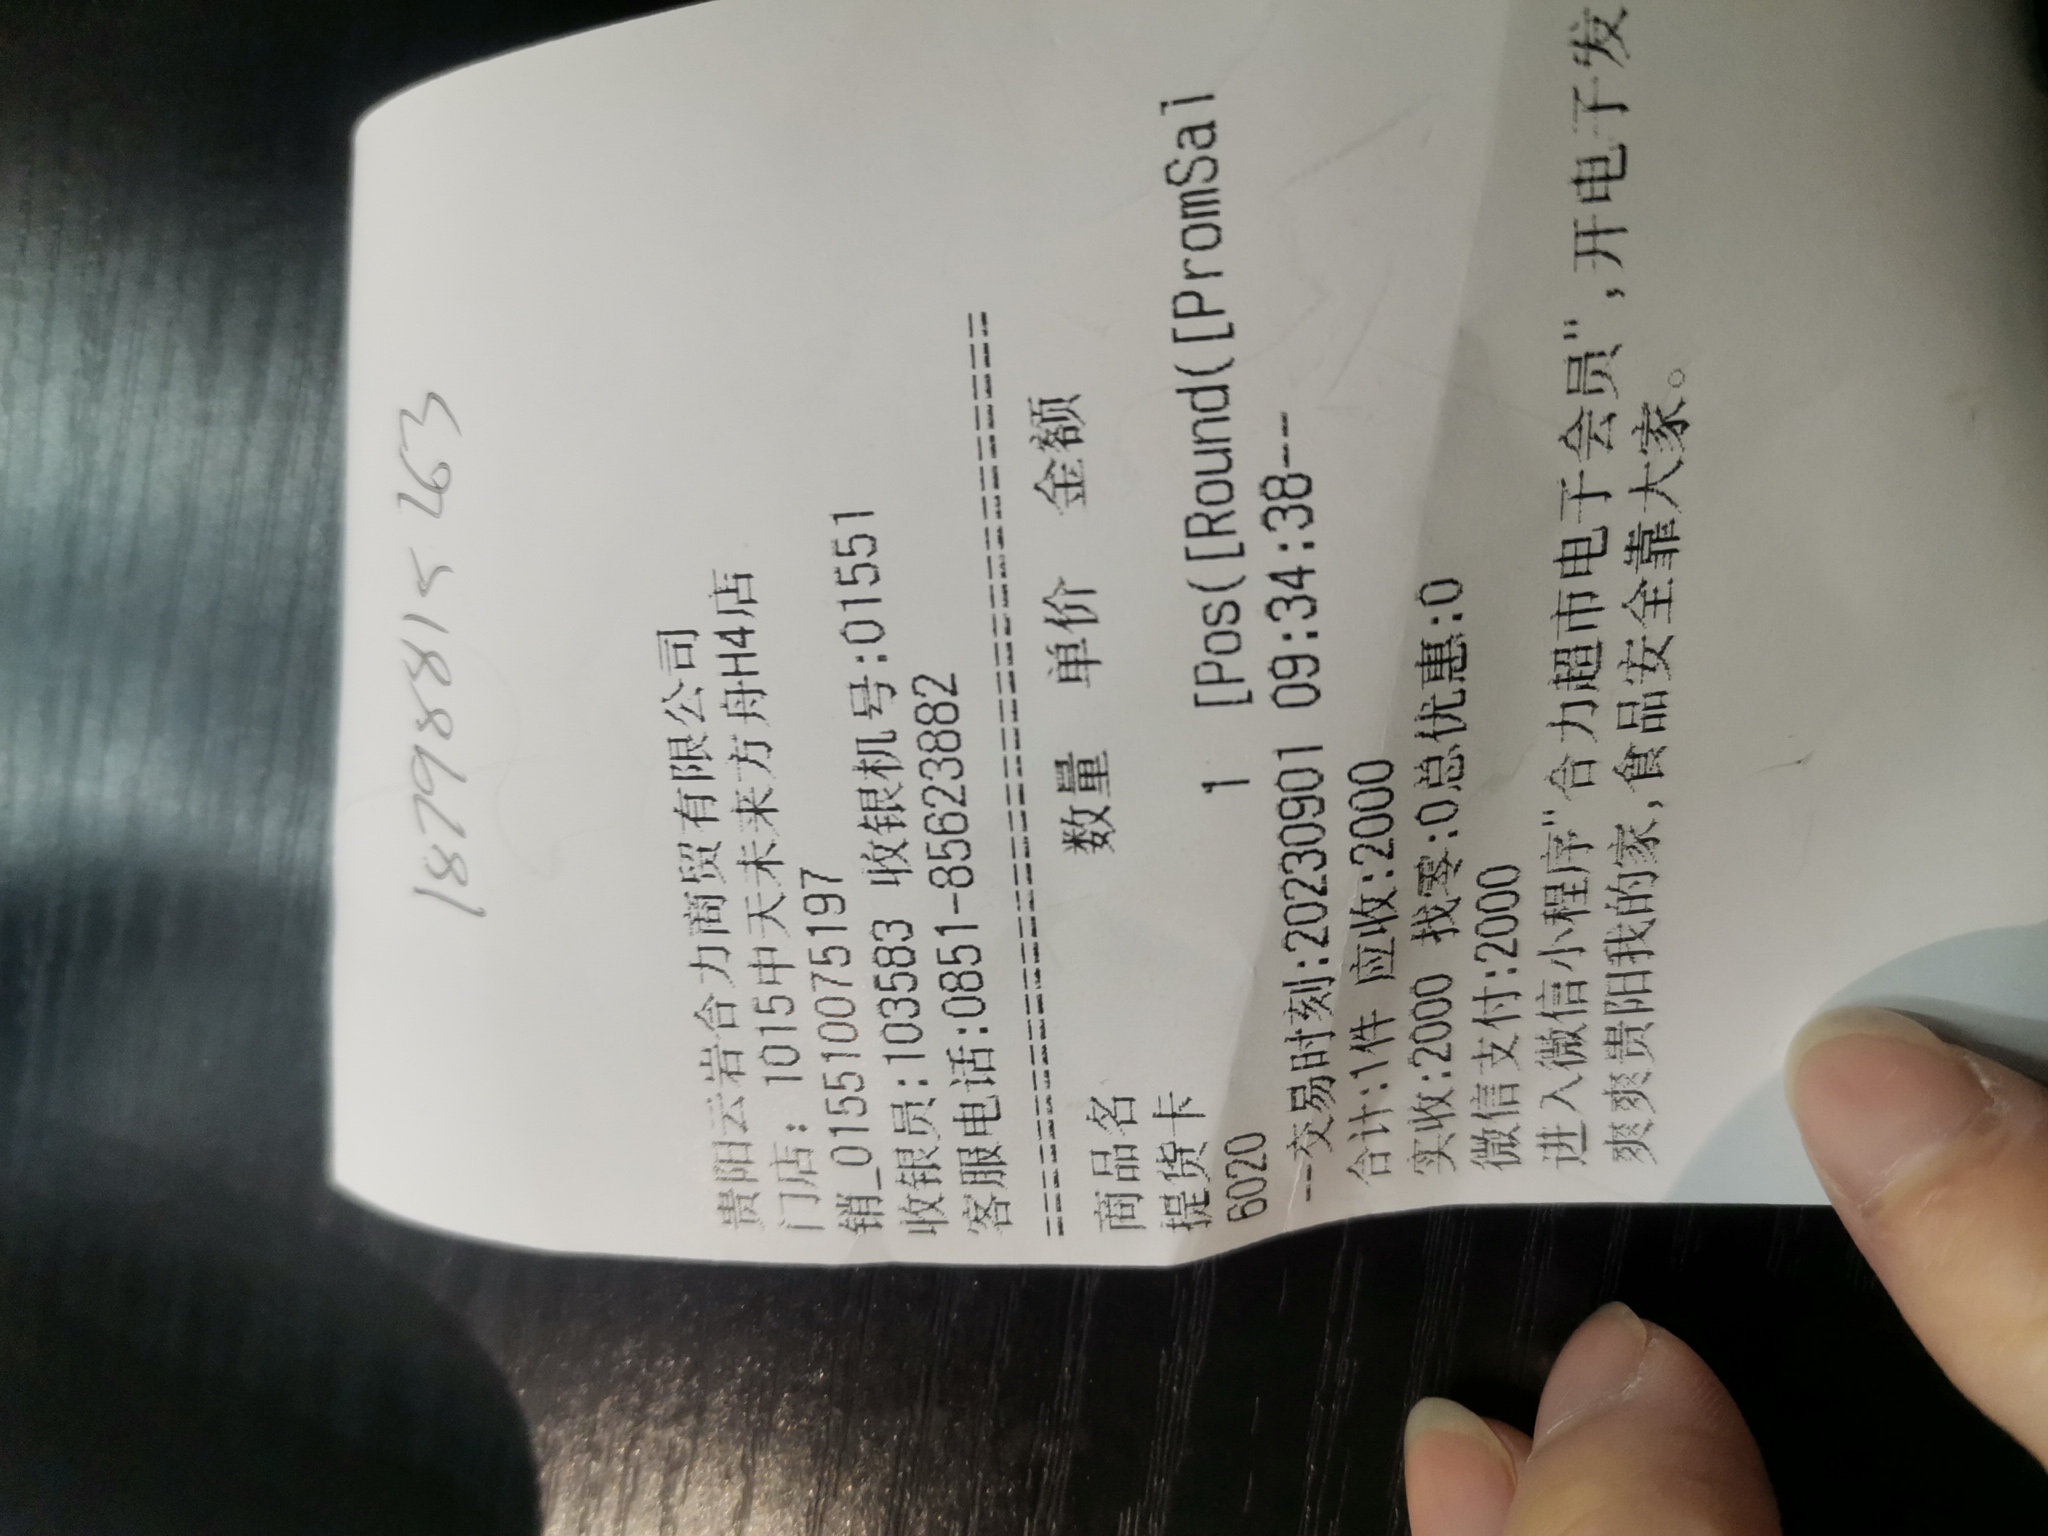 18798815263
贵阳云岩合力商贸有限公司
门店: 1015中天未来方舟H4店
销_015510075197
收银员:103583 收银机号:01551
客服电话:0851-85623882
================================
商品名 数量 单价 金额
提货卡
6020 1 [Pos([Round([PromSal
---交易时刻:20230901 09:34:38---
合计:1件 应收:2000
实收:2000 找零:0总优惠:0
微信支付:2000
进入微信小程序"合力超市电子会员",开电子发
爽爽贵阳我的家,食品安全靠大家。